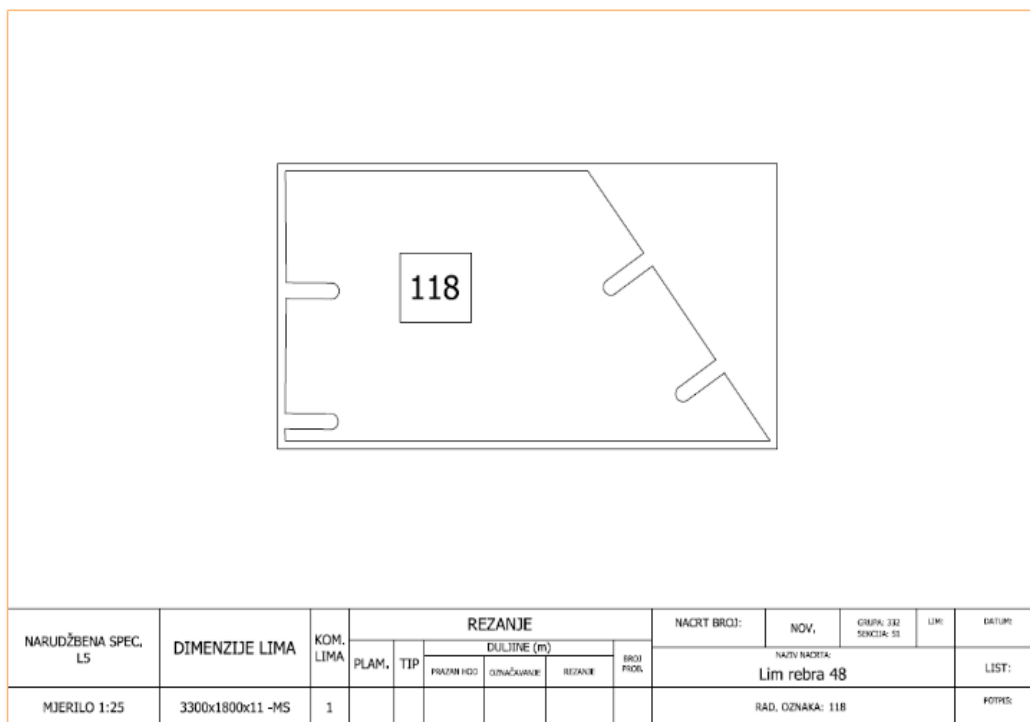 118
NARUDŽBENA SPEC.
L5
DIMENZIJE LIMA
KOM.
LIMA
REZANJE
PLAM.
TIP
DULJINE (m)
PRAZAN HOD
OZNAČAVANJE
REZANJE
BROJ
PROB.
NACRT BROJ:
NOV.
GRUPA: 332
SEKCIJA: S1
LIM:
DATUM:
NAZIV NACRTA:
Lim rebra 48
LIST:
MJERILO 1:25
3300x1800x11 -MS
1
RAD. OZNAKA: 118
POTPIS: